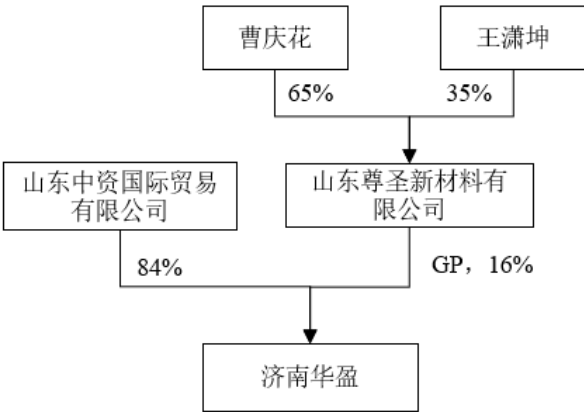 曹庆花
王潇坤
65%
35%
山东中资国际贸易
有限公司
山东尊圣新材料有
限公司
84%
GP，16%
济南华盈